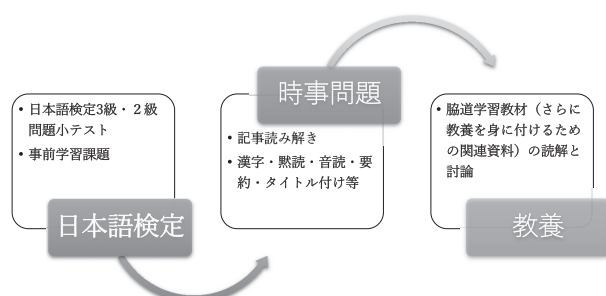 ・日本語検定3級・２級
問題小テスト
・事前学習課題
日本語検定
時事問題
・記事読み解き
・漢字・黙読・音読・要
約・タイトル付け等
・脇道学習教材（さらに
教養を身に付けるため
の関連資料）の読解と
討論
教養